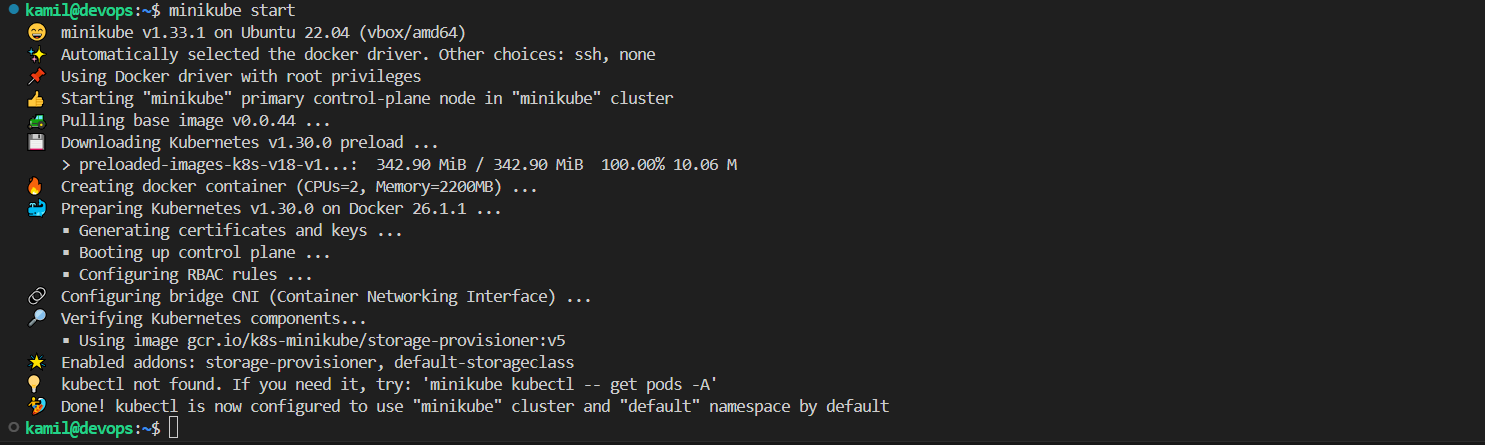 kamil@devops:~$ minikube start
😄 minikube v1.33.1 on Ubuntu 22.04 (vbox/amd64)
✨ Automatically selected the docker driver. Other choices: ssh, none
📌 Using Docker driver with root privileges
👍 Starting "minikube" primary control-plane node in "minikube" cluster
🚜 Pulling base image v0.0.44 ...
💾 Downloading Kubernetes v1.30.0 preload ...
> preloaded-images-k8s-v18-v1...: 342.90 MiB / 342.90 MiB 100.00% 10.06 M
🔥 Creating docker container (CPUs=2, Memory=2200MB) ...
🐳 Preparing Kubernetes v1.30.0 on Docker 26.1.1 ...
▪ Generating certificates and keys ...
▪ Booting up control plane ...
▪ Configuring RBAC rules ...
🔗 Configuring bridge CNI (Container Networking Interface) ...
🔎 Verifying Kubernetes components...
▪ Using image gcr.io/k8s-minikube/storage-provisioner:v5
🌟 Enabled addons: storage-provisioner, default-storageclass
💡 kubectl not found. If you need it, try: 'minikube kubectl -- get pods -A'
🏄 Done! kubectl is now configured to use "minikube" cluster and "default" namespace by default
kamil@devops:~$